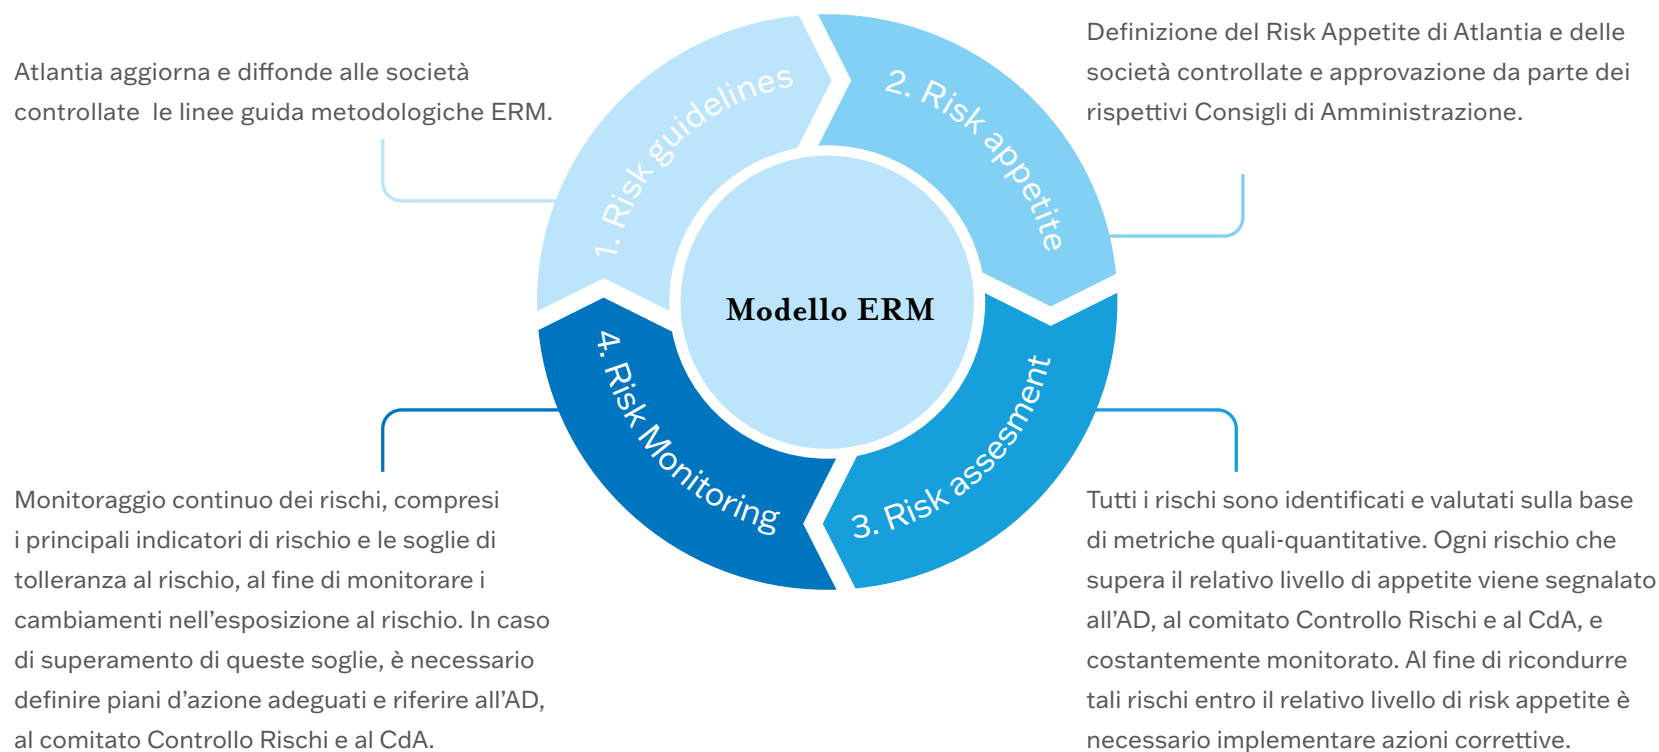 Atlantia aggiorna e diffonde alle società
controllate  le linee guida metodologiche ERM.
1. Risk guidelines
2. Risk appetite
Definizione del Risk Appetite di Atlantia e delle
società controllate e approvazione da parte dei
rispettivi Consigli di Amministrazione.
Modello ERM
4. Risk Monitoring
3. Risk assesment
Monitoraggio continuo dei rischi, compresi
i principali indicatori di rischio e le soglie di
tolleranza al rischio, al fine di monitorare i
cambiamenti nell’esposizione al rischio. In caso
di superamento di queste soglie, è necessario
definire piani d’azione adeguati e riferire all’AD,
al comitato Controllo Rischi e al CdA.
Tutti i rischi sono identificati e valutati sulla base
di metriche quali-quantitative. Ogni rischio che
supera il relativo livello di appetite viene segnalato
all’AD, al comitato Controllo Rischi e al CdA, e
costantemente monitorato. Al fine di ricondurre
tali rischi entro il relativo livello di risk appetite è
necessario implementare azioni correttive.